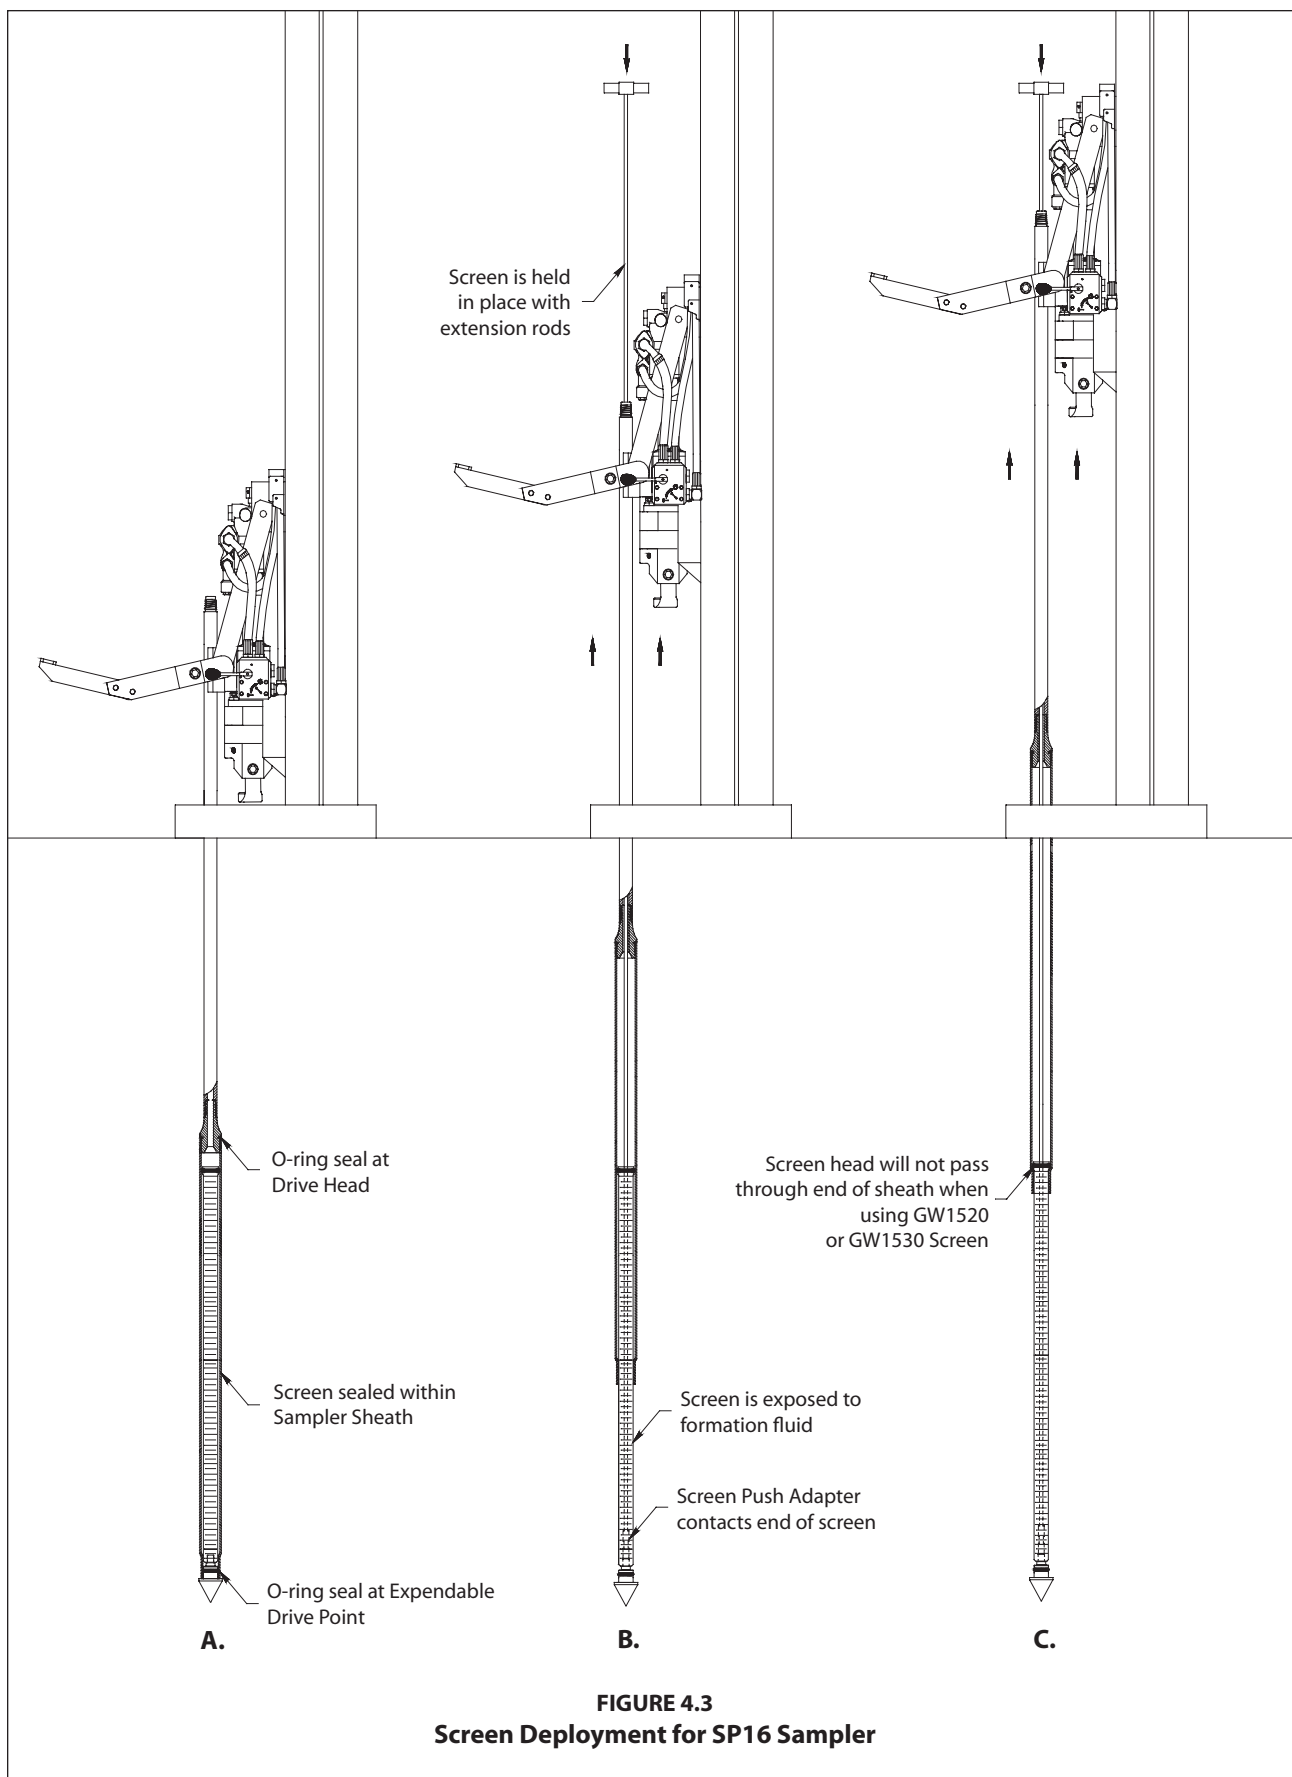 Screen is held
in place with
extension rods
O-ring seal at
Drive Head
Screen sealed within
Sampler Sheath
O-ring seal at Expendable
Drive Point
Screen is exposed to
formation fluid
Screen Push Adapter
contacts end of screen
Screen head will not pass
through end of sheath when
using GW1520
or GW1530 Screen
A.
B.
C.
FIGURE 4.3
Screen Deployment for SP16 Sampler